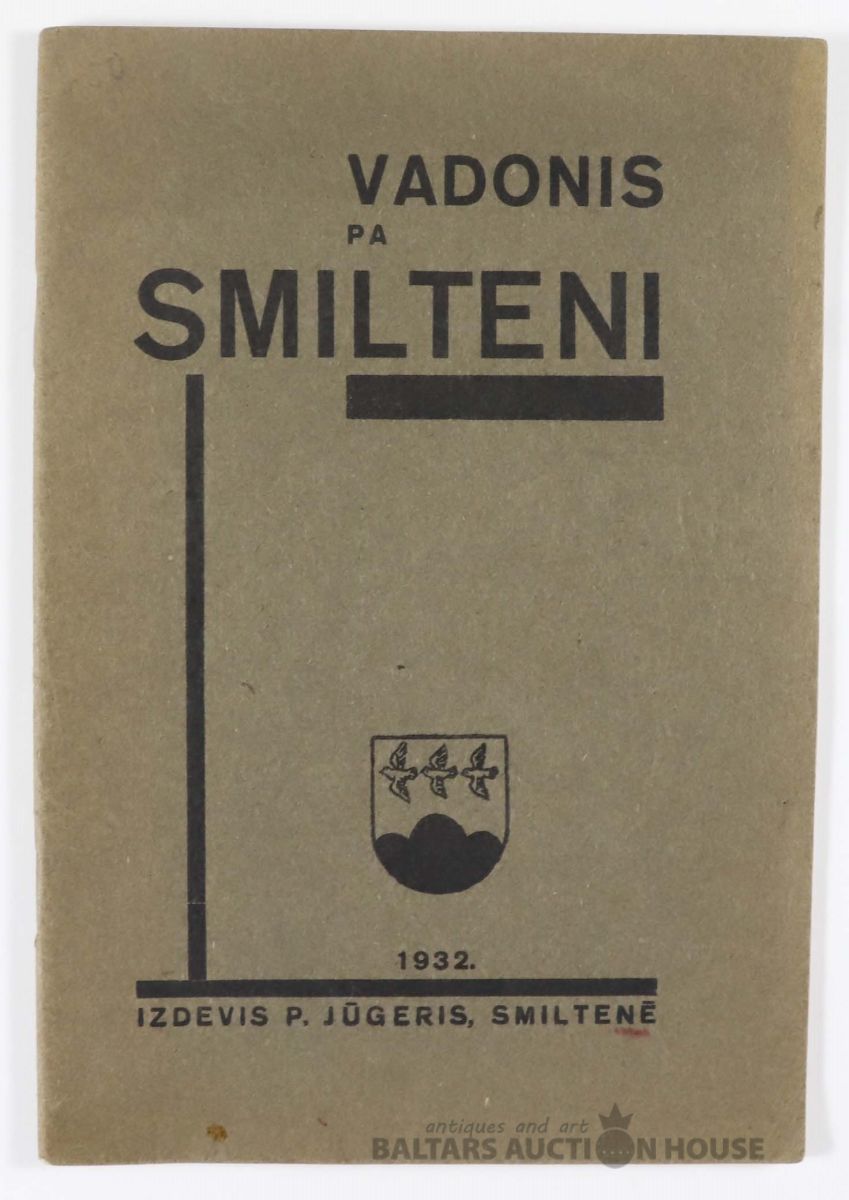 VADONIS
PA
SMILTENI
1932.
IZDEVIS P. JŪGERIS, SMILTENĒ
antiques and art
BALTARS AUCTION HOUSE